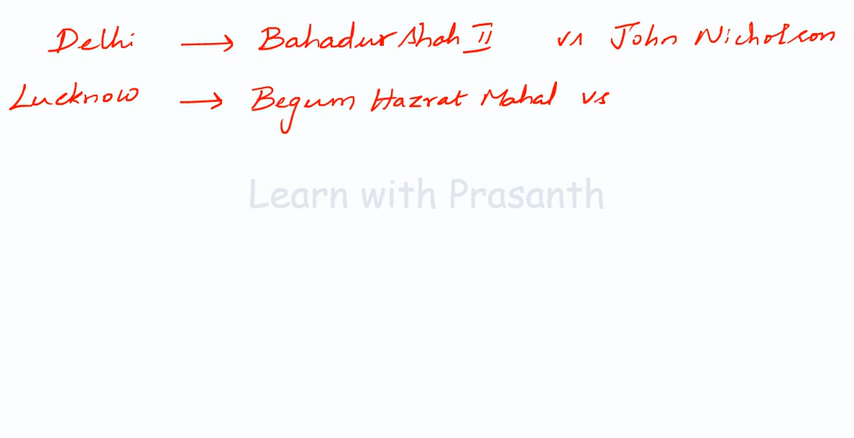 Delhi → Bahadur Shah II vs John Nicholson
Lucknow → Begum Hazrat Mahal vs
Learn with Prasanth